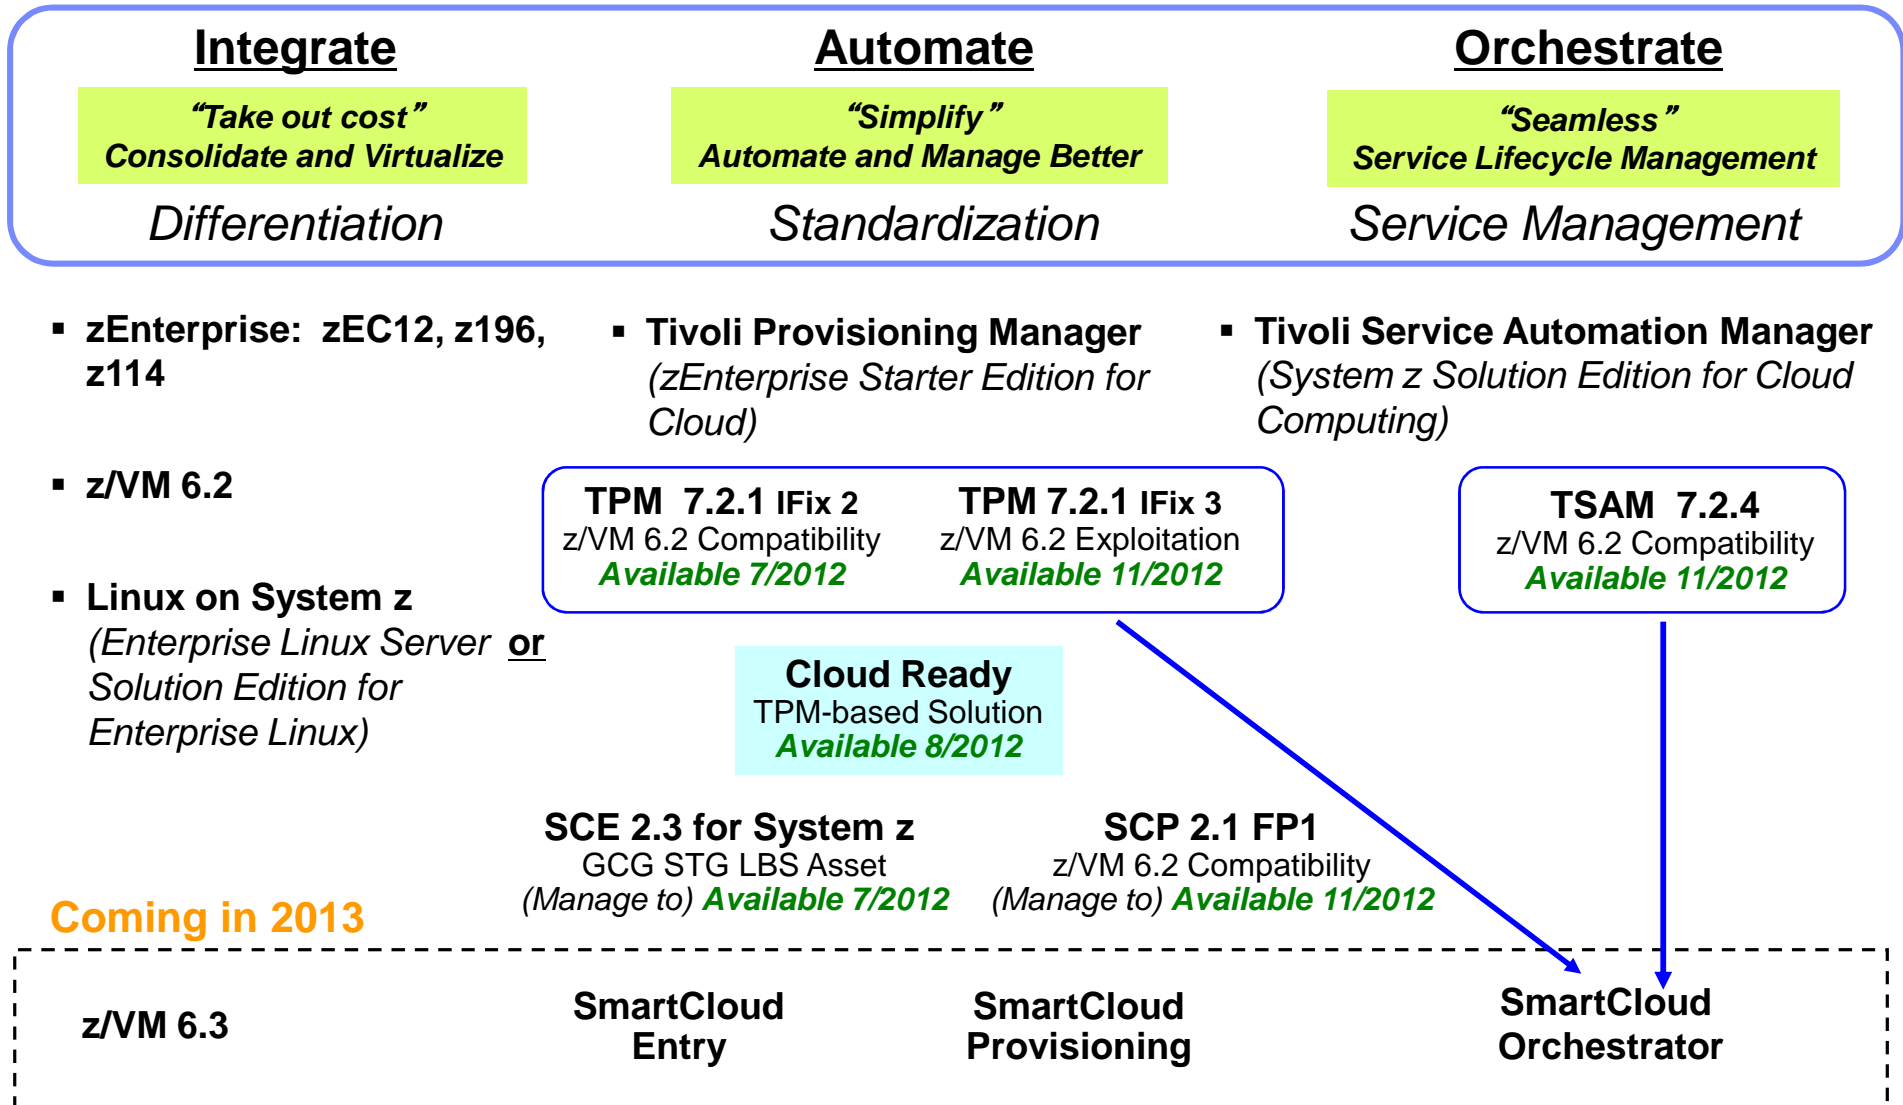 Integrate
“Take out cost”
Consolidate and Virtualize
Differentiation
Automate
“Simplify”
Automate and Manage Better
Standardization
Orchestrate
“Seamless”
Service Lifecycle Management
Service Management
▪ zEnterprise: zEC12, z196,
z114
▪ z/VM 6.2
▪ Linux on System z
(Enterprise Linux Server or
Solution Edition for
Enterprise Linux)
▪ Tivoli Provisioning Manager
(zEnterprise Starter Edition for
Cloud)
TPM 7.2.1 IFix 2
z/VM 6.2 Compatibility
Available 7/2012
TPM 7.2.1 IFix 3
z/VM 6.2 Exploitation
Available 11/2012
▪ Tivoli Service Automation Manager
(System z Solution Edition for Cloud
Computing)
TSAM 7.2.4
z/VM 6.2 Compatibility
Available 11/2012
Cloud Ready
TPM-based Solution
Available 8/2012
SCE 2.3 for System z
GCG STG LBS Asset
(Manage to) Available 7/2012
SCP 2.1 FP1
z/VM 6.2 Compatibility
(Manage to) Available 11/2012
Coming in 2013
z/VM 6.3
SmartCloud
Entry
SmartCloud
Provisioning
SmartCloud
Orchestrator